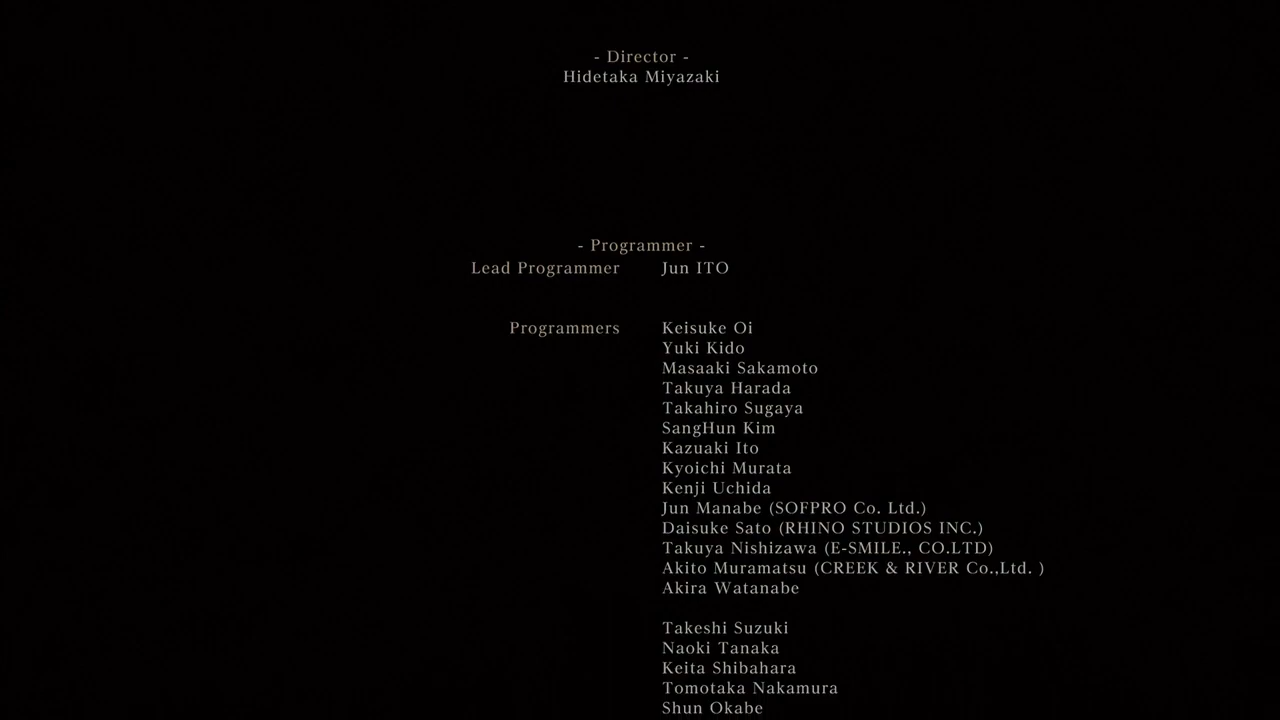 - Director -
Hidetaka Miyazaki
- Programmer -
Lead Programmer Jun ITO
Programmers Keisuke Oi
Yuki Kido
Masaaki Sakamoto
Takuya Harada
Takahiro Sugaya
SangHun Kim
Kazuaki Ito
Kyoichi Murata
Kenji Uchida
Jun Manabe (SOFPRO Co. Ltd.)
Daisuke Sato (RHINO STUDIOS INC.)
Takuya Nishizawa (E-SMILE., CO.LTD)
Akito Muramatsu (CREEK & RIVER Co.,Ltd. )
Akira Watanabe
Takeshi Suzuki
Naoki Tanaka
Keita Shibahara
Tomotaka Nakamura
Shun Okabe